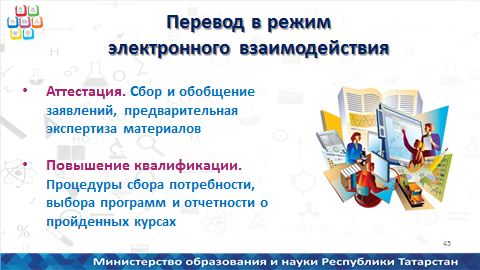 Перевод в режим
электронного взаимодействия
• Аттестация. Сбор и обобщение
заявлений, предварительная
экспертиза материалов
• Повышение квалификации.
Процедуры сбора потребности,
выбора программ и отчетности о
пройденных курсах
45
Министерство образования и науки Республики Татарстан